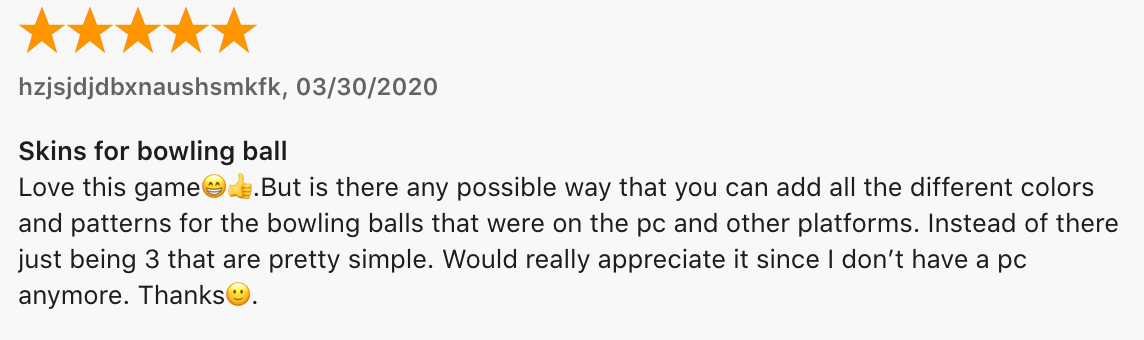 hzjsjdjdbxnaushsmkfk, 03/30/2020
Skins for bowling ball
Love this game😁👍.But is there any possible way that you can add all the different colors
and patterns for the bowling balls that were on the pc and other platforms. Instead of there
just being 3 that are pretty simple. Would really appreciate it since I don’t have a pc
anymore. Thanks🙂.